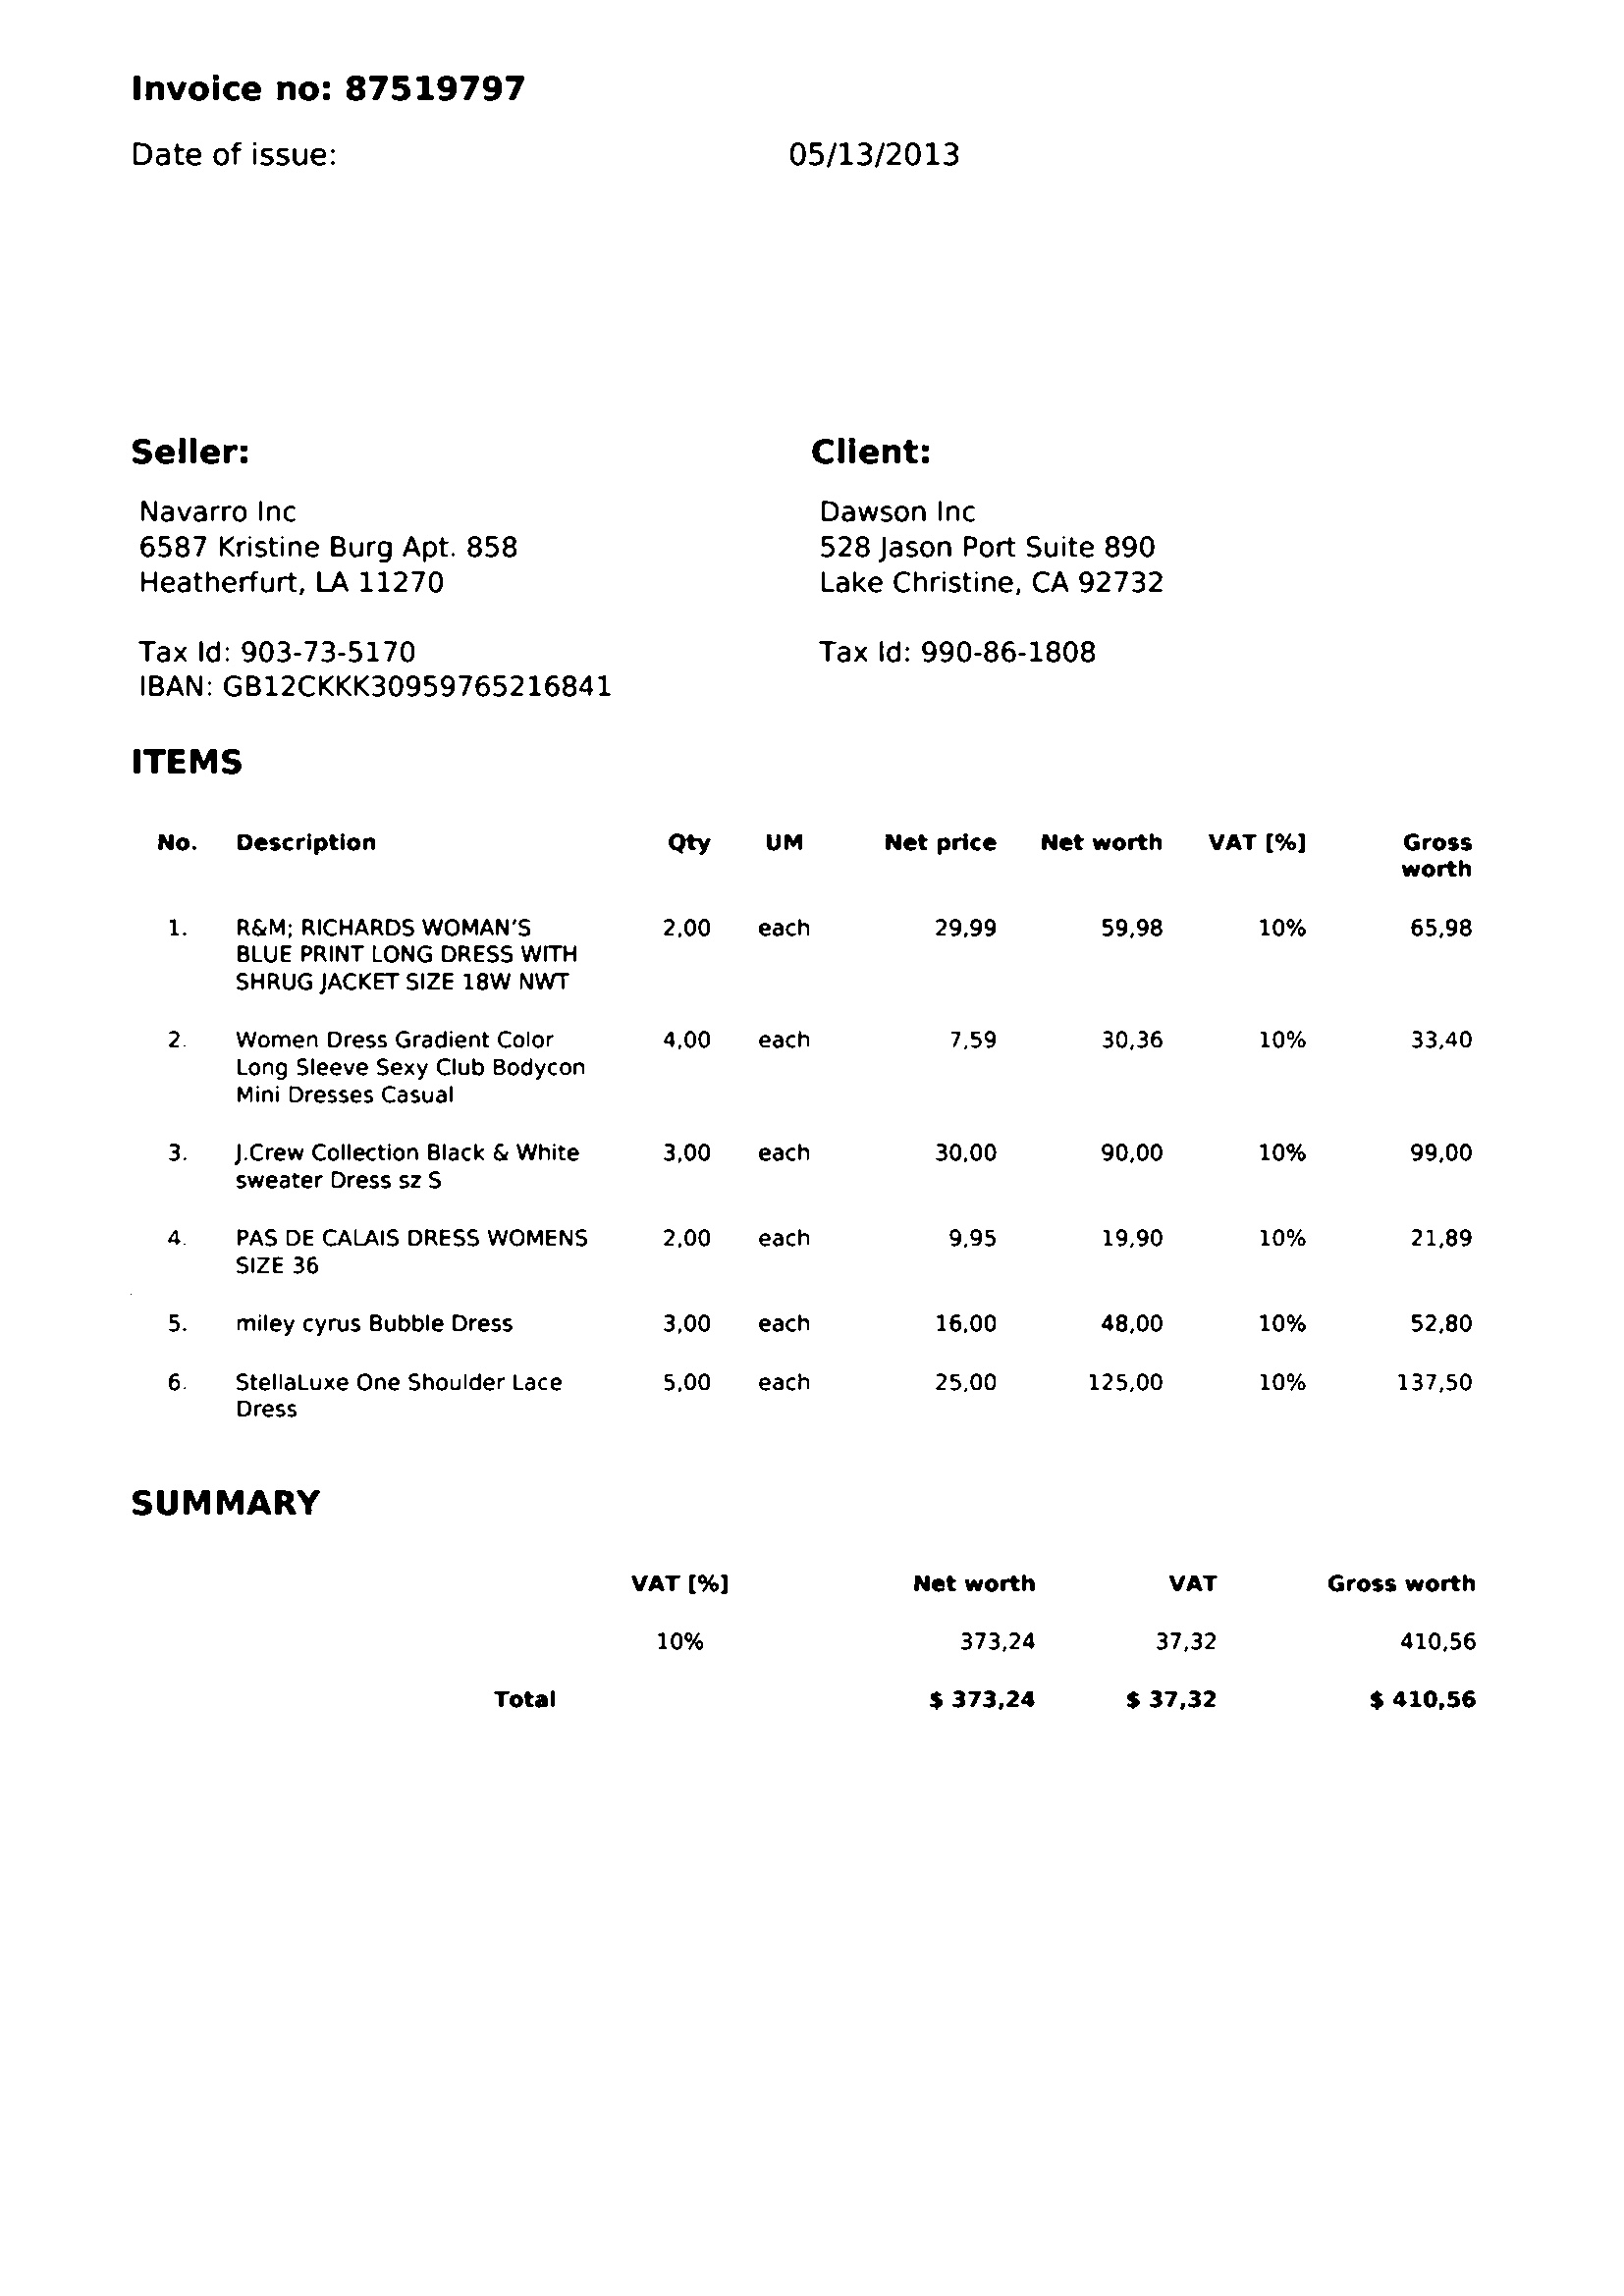 Invoice no: 87519797
Date of issue: 05/13/2013
Seller: Client:
Navarro Inc Dawson Inc
6587 Kristine Burg Apt. 858 528 Jason Port Suite 890
Heatherfurt, LA 11270 Lake Christine, CA 92732
Tax Id: 903-73-5170 Tax Id: 990-86-1808
IBAN: GB12CKKK30959765216841
ITEMS
No. Description Qty UM Net price Net worth VAT [%] Gross
worth
1. R&M; RICHARDS WOMAN'S 2,00 each 29,99 59,98 10% 65,98
BLUE PRINT LONG DRESS WITH
SHRUG JACKET SIZE 18W NWT
2. Women Dress Gradient Color 4,00 each 7,59 30,36 10% 33,40
Long Sleeve Sexy Club Bodycon
Mini Dresses Casual
3. J.Crew Collection Black & White 3,00 each 30,00 90,00 10% 99,00
sweater Dress sz S
4. PAS DE CALAIS DRESS WOMENS 2,00 each 9,95 19,90 10% 21,89
SIZE 36
5. miley cyrus Bubble Dress 3,00 each 16,00 48,00 10% 52,80
6. StellaLuxe One Shoulder Lace 5,00 each 25,00 125,00 10% 137,50
Dress
SUMMARY
VAT [%] Net worth VAT Gross worth
10% 373,24 37,32 410,56
Total $ 373,24 $ 37,32 $ 410,56